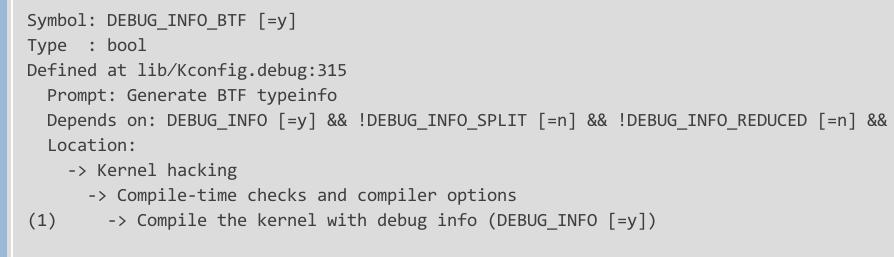 Symbol: DEBUG_INFO_BTF [=y]
Type  : bool
Defined at lib/Kconfig.debug:315
  Prompt: Generate BTF typeinfo
  Depends on: DEBUG_INFO [=y] && !DEBUG_INFO_SPLIT [=n] && !DEBUG_INFO_REDUCED [=n] &&
  Location:
    -> Kernel hacking
      -> Compile-time checks and compiler options
(1)     -> Compile the kernel with debug info (DEBUG_INFO [=y])